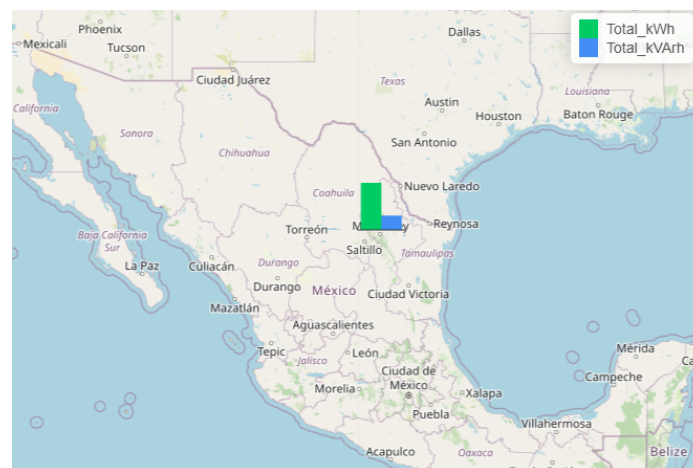 Phoenix
Dallas
Total_kWh
Total_kVArh
Mexicali
Tucson
Ciudad Juárez
Texas
Louisiana
California
Austin
Houston
Baton Rouge
Sonora
San Antonio
Chihuahua
Coahuila
Nuevo Laredo
Torreón
Reynosa
Baja California
Sur
Saltillo
Tamaulipas
La Paz
Culiacán
Durango
Durango
México
Ciudad Victoria
Mazatlán
Aguascalientes
Tepic
Jalisco
León
Mérida
Ciudad de
México
Campeche
Morelia
Xalapa
Puebla
Villahermosa
Acapulco
Oaxaca
Belize